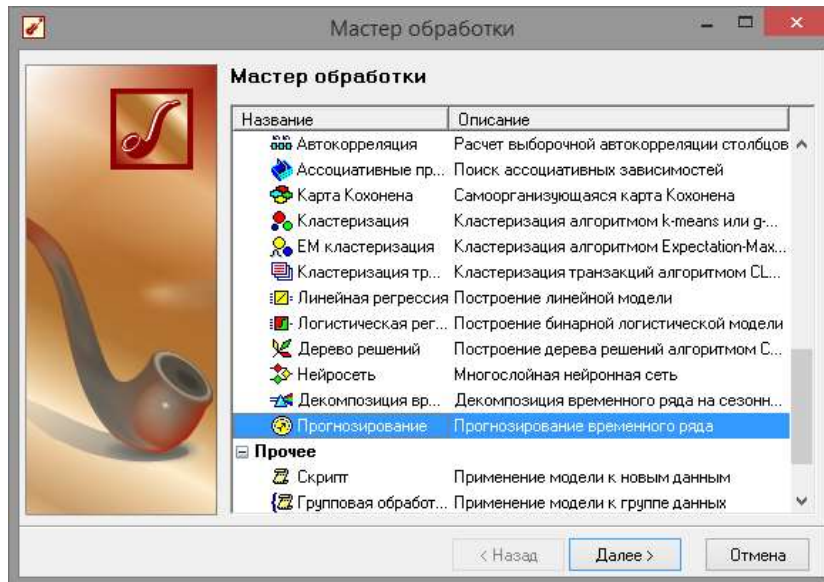 Мастер обработки
Мастер обработки
Название Описание
Автокорреляция Расчет выборочной автокорреляции столбцов
Ассоциативные пр... Поиск ассоциативных зависимостей
Карта Кохонена Самоорганизующаяся карта Кохонена
Кластеризация Кластеризация алгоритмом k-means или g-...
EM кластеризация Кластеризация алгоритмом Expectation-Max...
Кластеризация тр... Кластеризация транзакций алгоритмом CL...
Линейная регрессия Построение линейной модели
Логистическая рег... Построение бинарной логистической модели
Дерево решений Построение дерева решений алгоритмом C...
Нейросеть Многослойная нейронная сеть
Декомпозиция вр... Декомпозиция временного ряда на сезонн...
Прогнозирование Прогнозирование временного ряда
Прочее
Скрипт Применение модели к новым данным
Групповая обработ... Применение модели к группе данных
< Назад Далее > Отмена